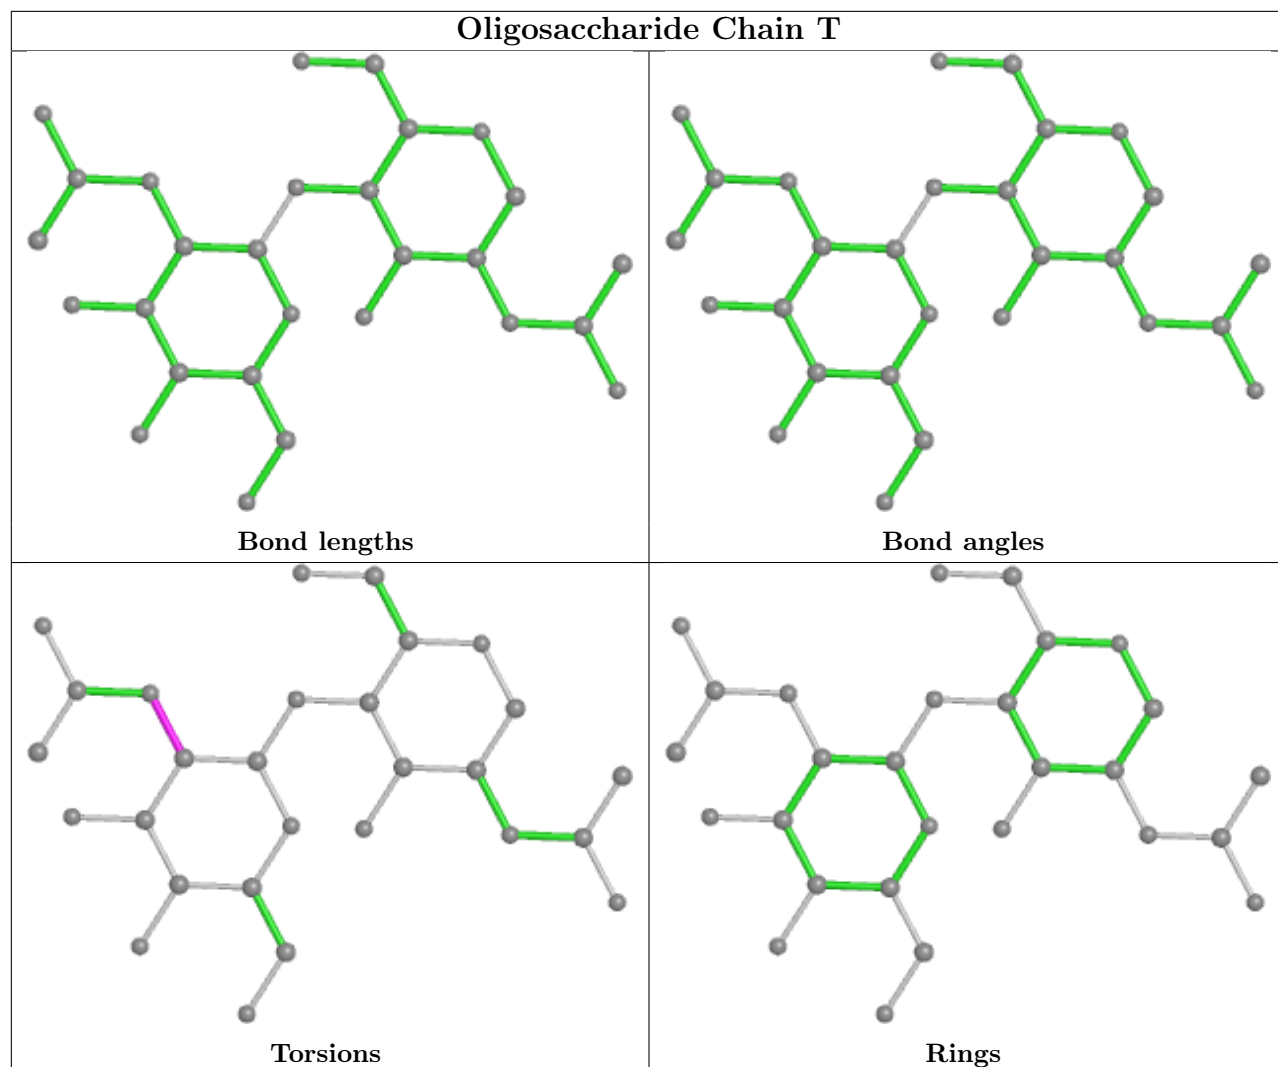 Oligosaccharide Chain T
Bond lengths
Bond angles
Torsions
Rings